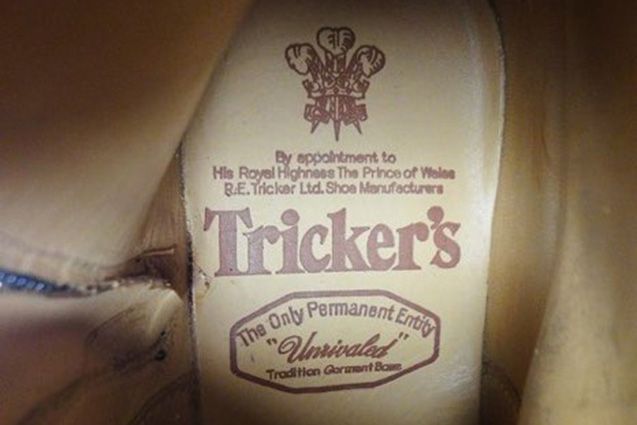 By appointment to
His Royal Highness The Prince of Wales
R.E. Tricker Ltd. Shoe Manufacturers
Tricker's
The Only Permanent Entity
"Unrivaled"
Tradition Garment Base